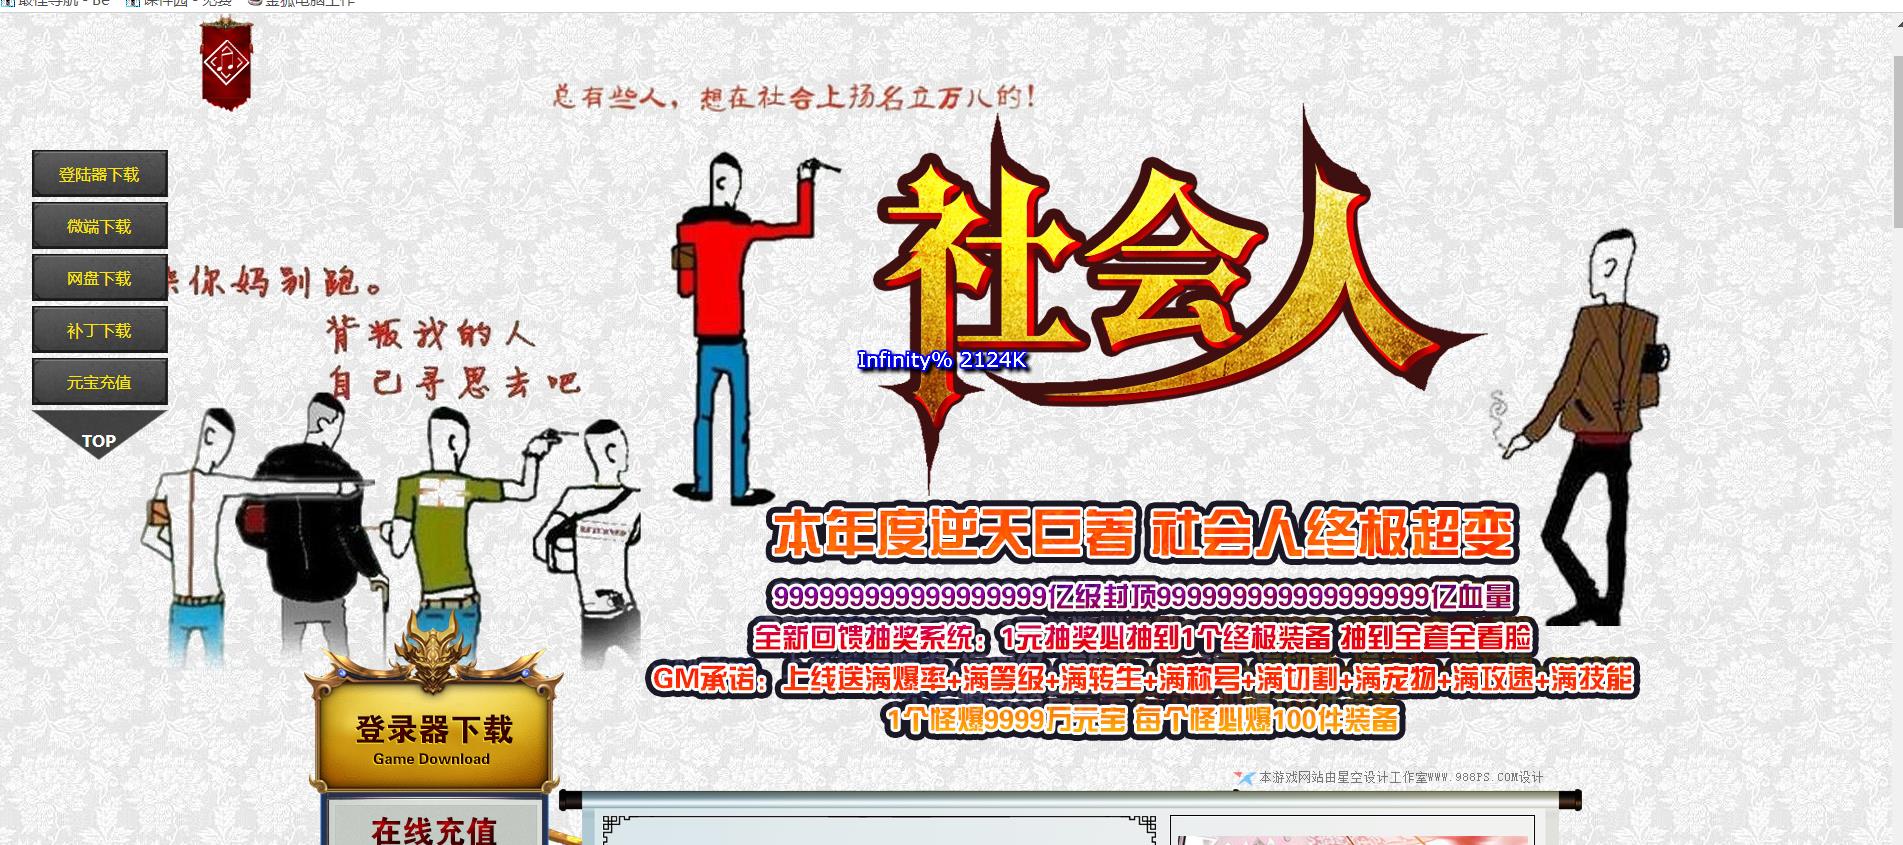 总有些人，想在社会上扬名立万儿的！
社会人
登陆器下载
微端下载
网盘下载
补丁下载
元宝充值
TOP
你妈别跑。
背叛我的人
自己寻思去吧
Infinity% 2124K
本年度逆天巨著 社会人终极超变
999999999999999999亿级封顶999999999999999999亿血量
全新回馈抽奖系统：1元抽奖必抽到1个终极装备 抽到全套全看脸
GM承诺：上线送满爆率+满等级+满转生+满称号+满切割+满宠物+满攻速+满技能
1个怪爆9999万元宝 每个怪必爆100件装备
登录器下载
Game Download
本游戏网站由星空设计工作室WWW.988PS.COM设计
在线充值